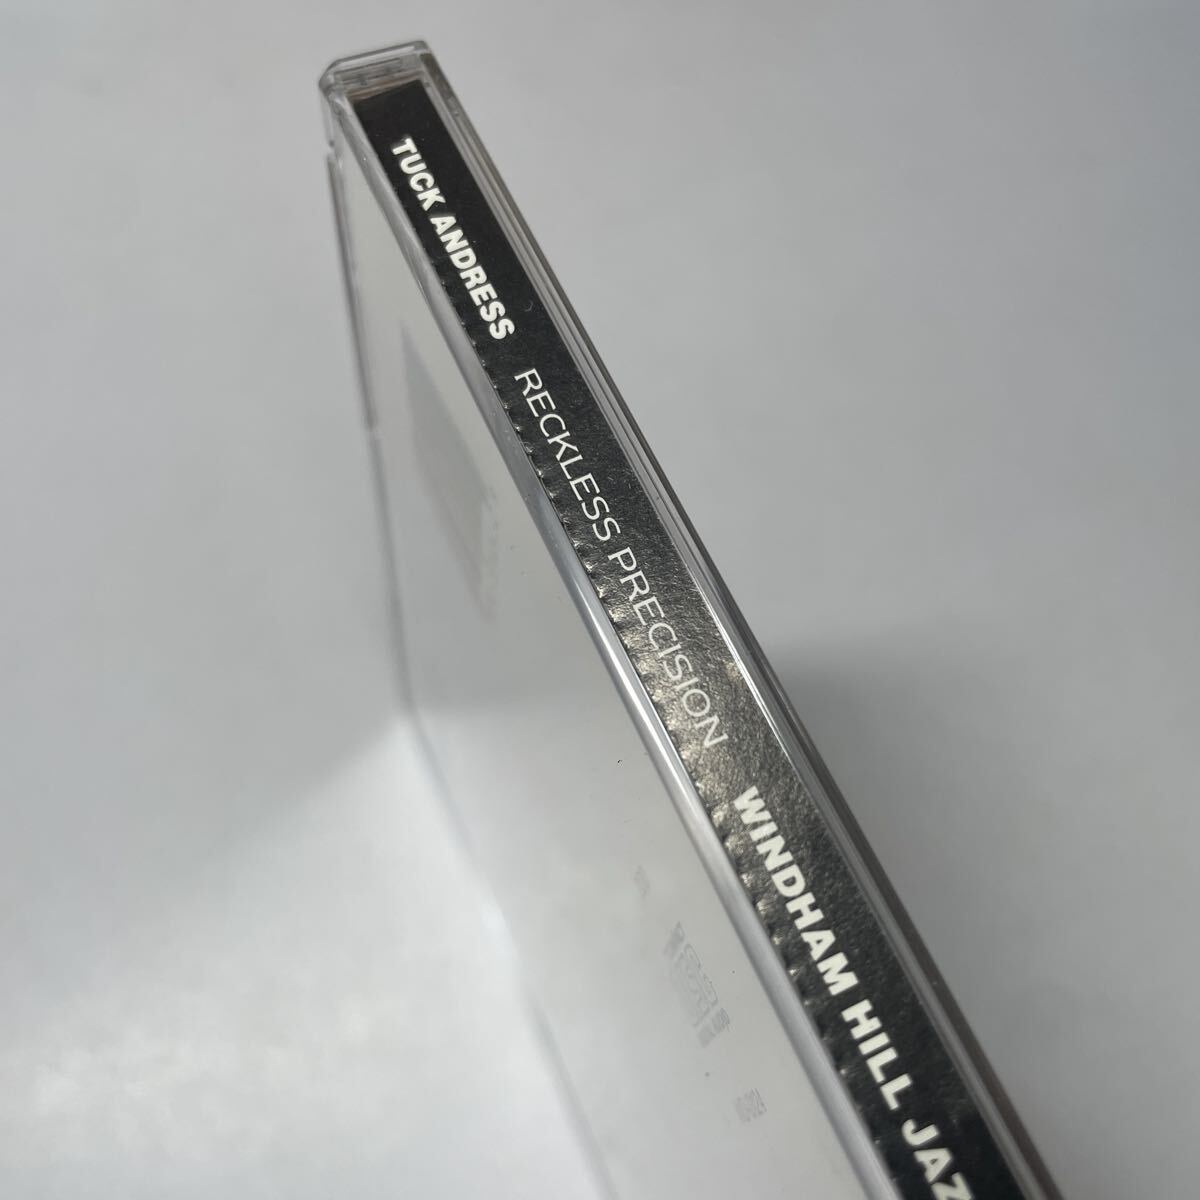 TUCK ANDRESS RECKLESS PRECISION WINDHAM HILL JAZ